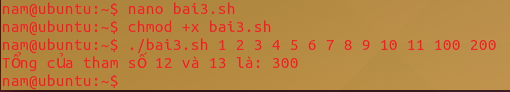 nam@ubuntu:~$ nano bai3.sh
nam@ubuntu:~$ chmod +x bai3.sh
nam@ubuntu:~$ ./bai3.sh 1 2 3 4 5 6 7 8 9 10 11 100 200
Tổng của tham số 12 và 13 là: 300
nam@ubuntu:~$